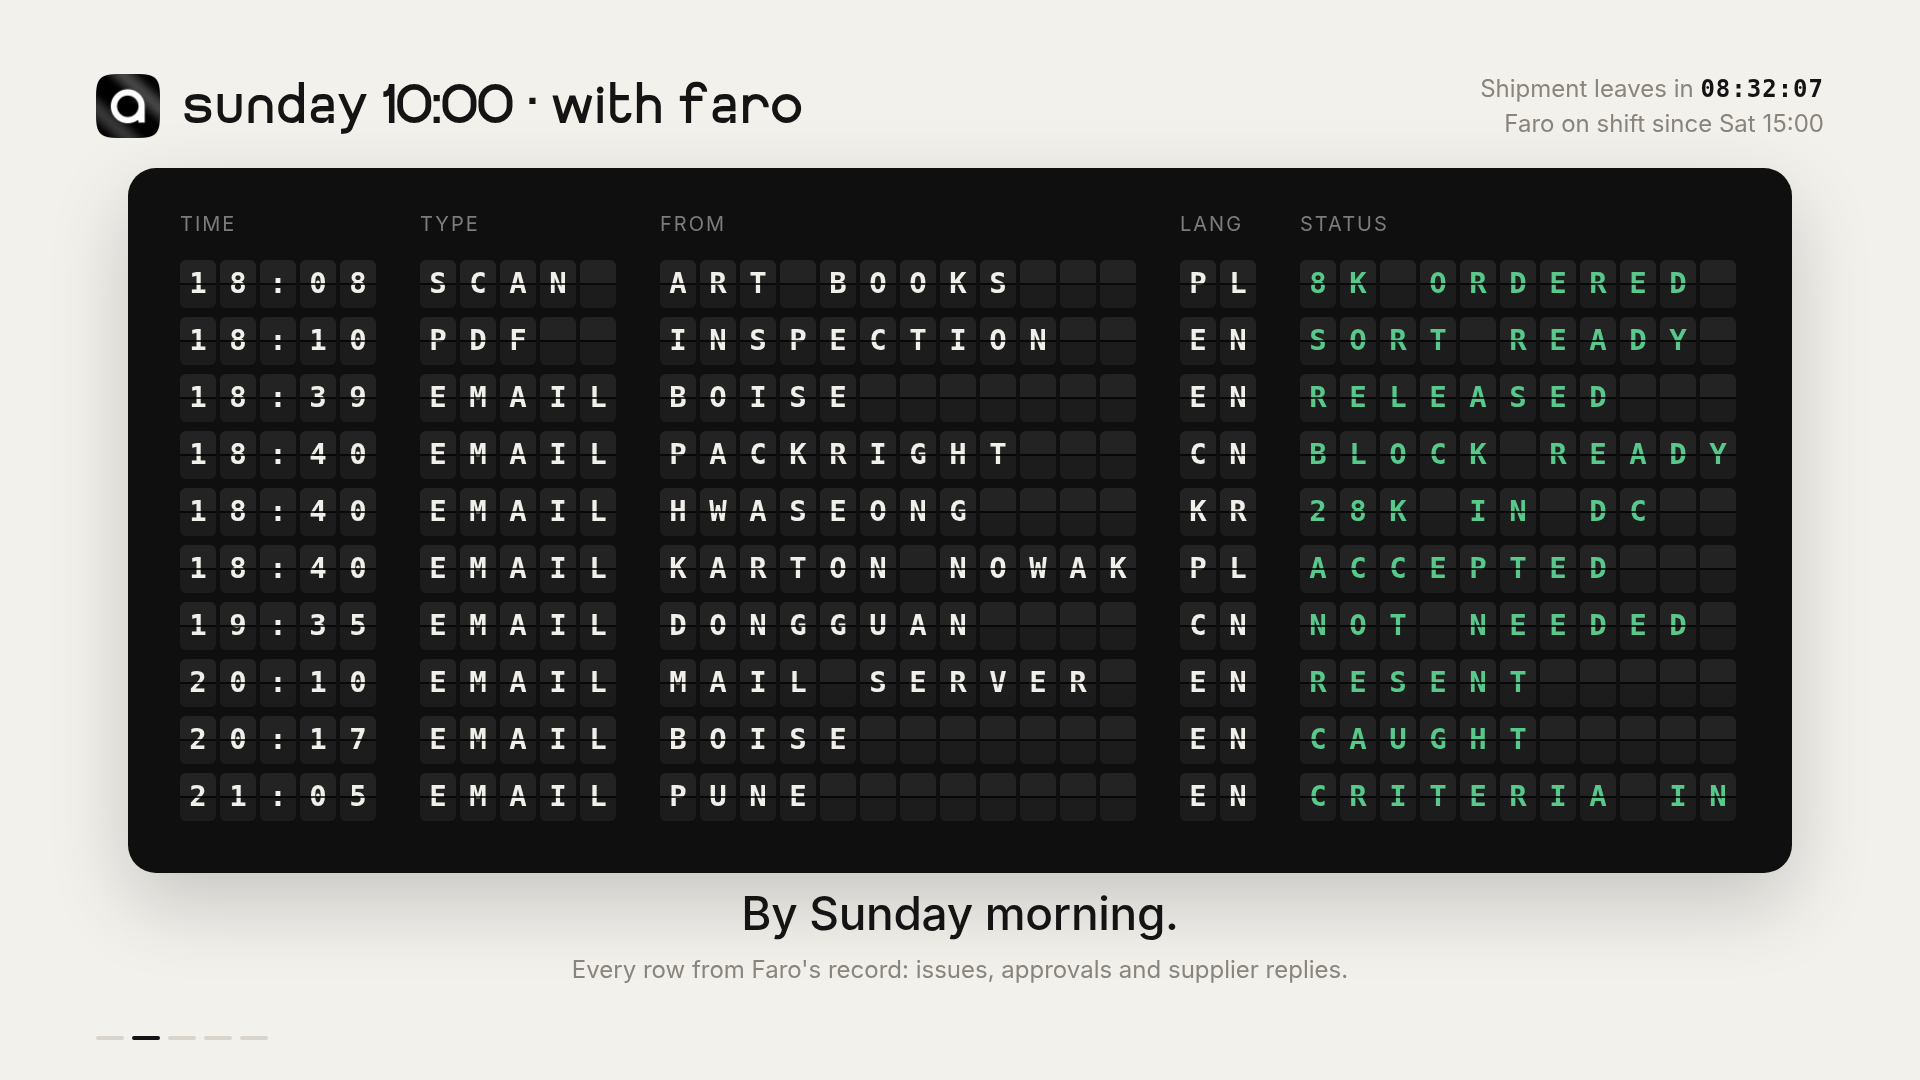 a sunday 10:00 · with faro
Shipment leaves in 08:32:07
Faro on shift since Sat 15:00
TIME TYPE FROM LANG STATUS
18:08 SCAN ART BOOKS PL 8K ORDERED
18:10 PDF INSPECTION EN SORT READY
18:39 EMAIL BOISE EN RELEASED
18:40 EMAIL PACKRIGHT CN BLOCK READY
18:40 EMAIL HWASEONG KR 28K IN DC
18:40 EMAIL KARTON NOWAK PL ACCEPTED
19:35 EMAIL DONGGUAN CN NOT NEEDED
20:10 EMAIL MAIL SERVER EN RESENT
20:17 EMAIL BOISE EN CAUGHT
21:05 EMAIL PUNE EN CRITERIA IN
By Sunday morning.
Every row from Faro's record: issues, approvals and supplier replies.